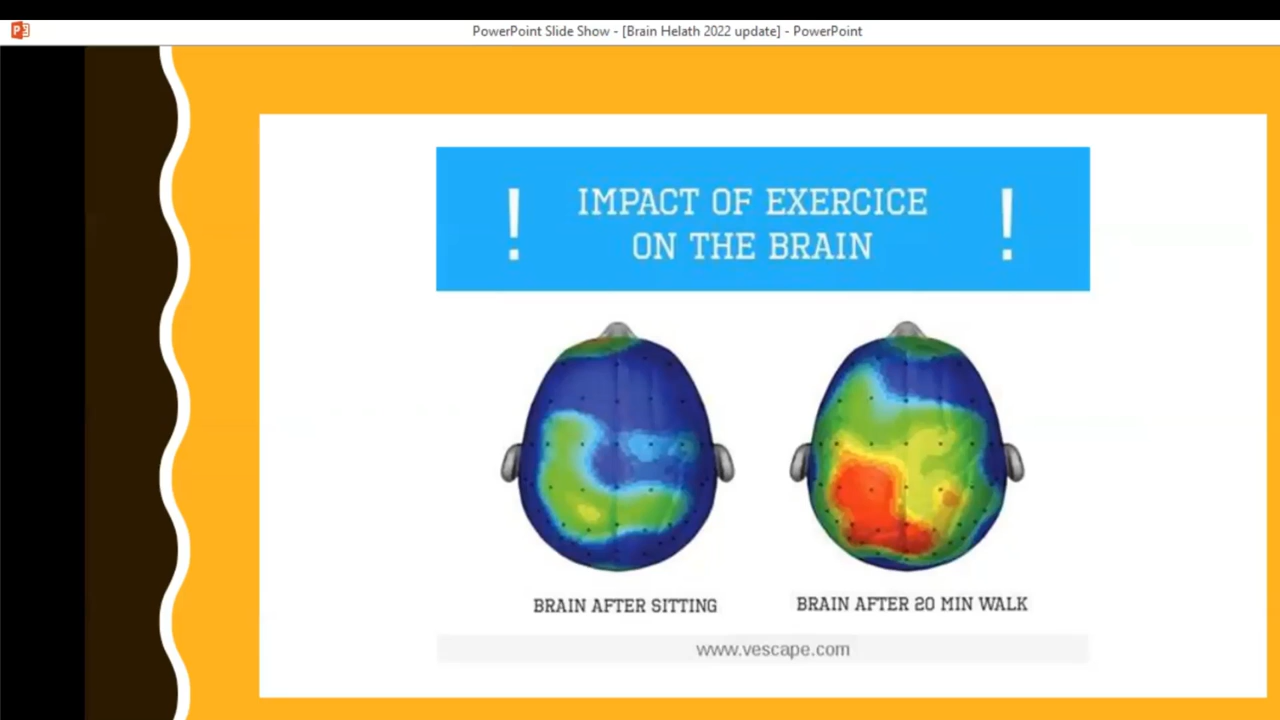 PowerPoint Slide Show - [Brain Helath 2022 update] - PowerPoint
! IMPACT OF EXERCICE !
ON THE BRAIN
BRAIN AFTER SITTING
BRAIN AFTER 20 MIN WALK
www.vescape.com